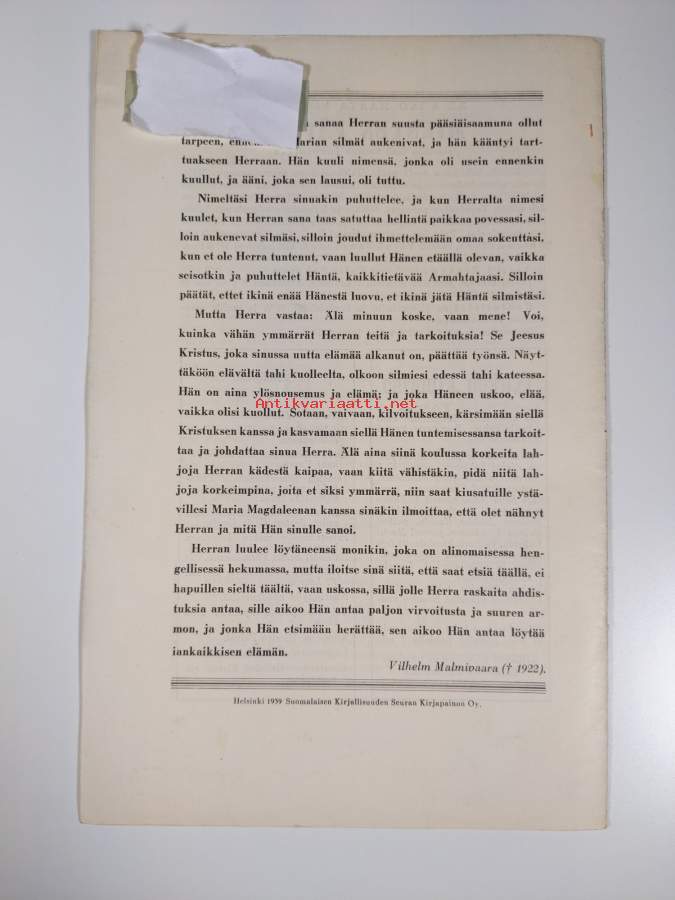 sanaa Herran suusta pääsiäisaamuna ollut
tarpeen, Marian silmät aukenivat, ja hän kääntyi tart-
tuakseen Herraan. Hän kuuli nimensä, jonka oli usein ennenkin
kuullut, ja ääni, joka sen lausui, oli tuttu.
Nimeltäsi Herra sinuakin puhuttelee, ja kun Herralta nimesi
kuulet, kun Herran sana taas satuttaa hellintä paikkaa povessasi, sil-
loin aukenevat silmäsi, silloin joudut ihmettelemään omaa sokeuttasi,
kun et ole Herra tuntenut, vaan luullut Hänen etäällä olevan, vaikka
seisotkin ja puhuttelet Häntä, kaikkitietävää Armahtajaasi. Silloin
päätät, ettet ikinä enää Hänestä luovu, et ikinä jätä Häntä silmistäsi.
Mutta Herra vastaa: Älä minuun koske, vaan mene! Voi,
kuinka vähän ymmärrät Herran teitä ja tarkoituksia! Se Jeesus
Kristus, joka sinussa uutta elämää alkanut on, päättää työnsä. Näyt-
täköön elävältä tahi kuolleelta, olkoon silmiesi edessä tahi kateessa.
Hän on aina ylösnousemus ja elämä; ja joka Häneen uskoo, elää,
vaikka olisi kuollut. Sotaan, vaivaan, kilvoitukseen, kärsimään siellä
Antikvariaatti.net
Kristuksen kanssa ja kasvamaan siellä Hänen tuntemisessansa tarkoit-
taa ja johdattaa sinua Herra. Älä aina siinä koulussa korkeita lah-
joja Herran kädestä kaipaa, vaan kiitä vähistäkin, pidä niitä lah-
joja korkeimpina, joita et siksi ymmärrä, niin saat kiusatuille ystä-
villesi Maria Magdaleenan kanssa sinäkin ilmoittaa, että olet nähnyt
Herran ja mitä Hän sinulle sanoi.
Herran luulee löytäneensä monikin, joka on alinomaisessa hen-
gellisessä hekumassa, mutta iloitse sinä siitä, että saat etsiä täällä, ei
hapuillen sieltä täältä, vaan uskossa, sillä jolle Herra raskaita ahdis-
tuksia antaa, sille aikoo Hän antaa paljon virvoitusta ja suuren ar-
mon, ja jonka Hän etsimään herättää, sen aikoo Hän antaa löytää
iankaikkisen elämän.
Vilhelm Malmivaara († 1922).
Helsinki 1939 Suomalaisen Kirjallisuuden Seuran Kirjapainon Oy.